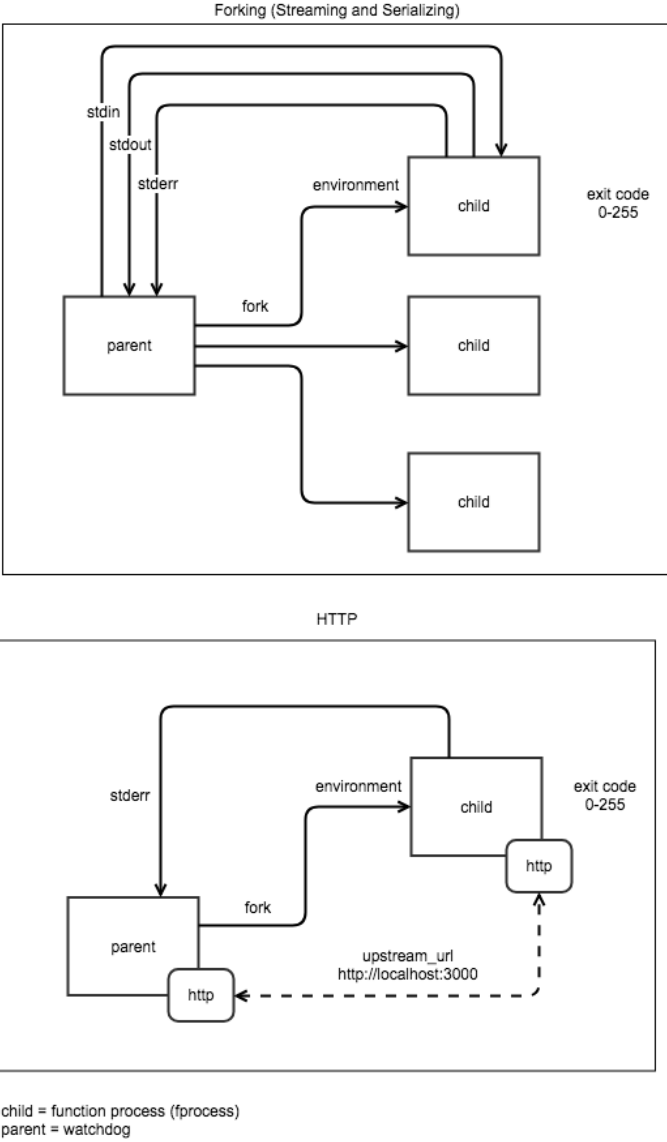 Forking (Streaming and Serializing)
stdin
stdout
stderr
environment
child
exit code
0-255
fork
parent
child
child
HTTP
stderr
environment
child
exit code
0-255
http
fork
parent
upstream_url
http://localhost:3000
http
child = function process (fprocess)
parent = watchdog